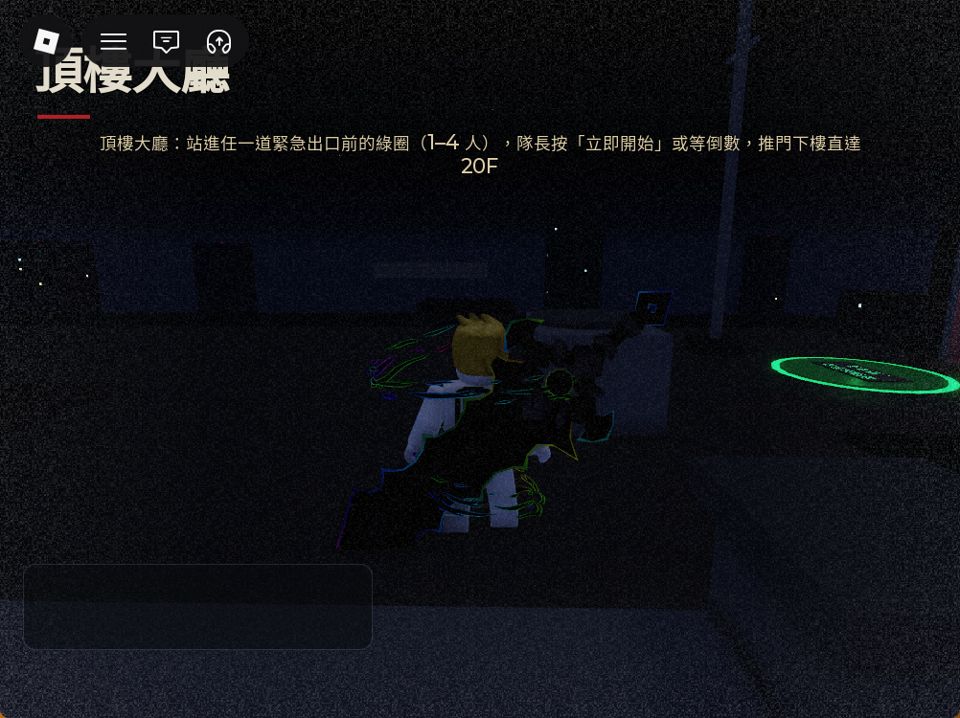 頂樓大廳
頂樓大廳：站進任一道緊急出口前的綠圈（1–4 人），隊長按「立即開始」或等倒數，推門下樓直達
20F